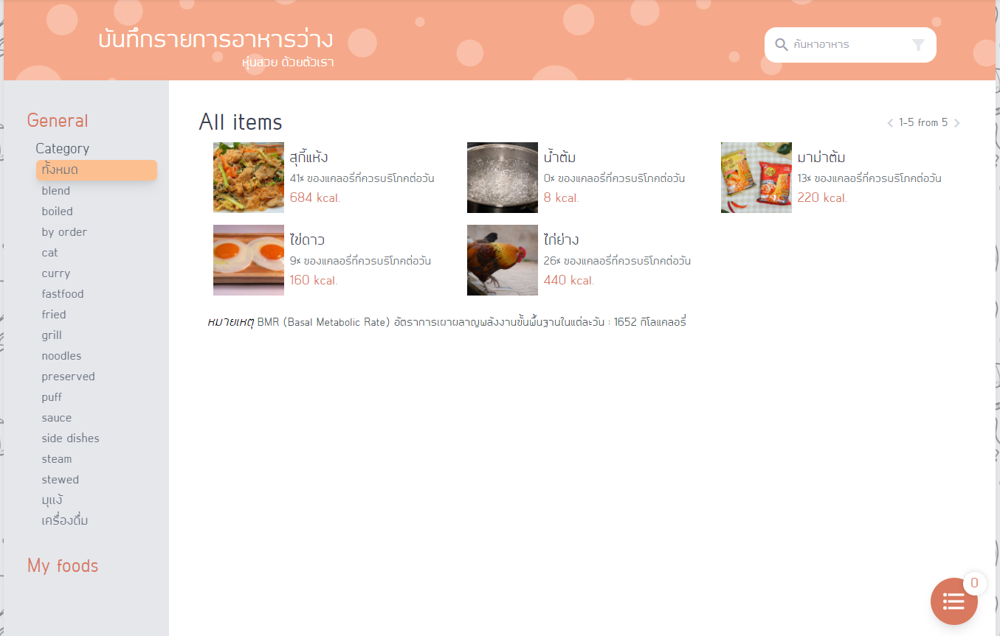 บันทึกรายการอาหารว่าง
หุ่นสวย ด้วยตัวเรา
ค้นหาอาหาร
General
Category
ทั้งหมด
blend
boiled
by order
cat
curry
fastfood
fried
grill
noodles
preserved
puff
sauce
side dishes
steam
stewed
มุแง้
เครื่องดื่ม
My foods
All items
1-5 from 5
สุกี้แห้ง
41% ของแคลอรี่ที่ควรบริโภคต่อวัน
684 kcal.
น้ำต้ม
0% ของแคลอรี่ที่ควรบริโภคต่อวัน
8 kcal.
มาม่าต้ม
13% ของแคลอรี่ที่ควรบริโภคต่อวัน
220 kcal.
ไข่ดาว
9% ของแคลอรี่ที่ควรบริโภคต่อวัน
160 kcal.
ไก่ย่าง
26% ของแคลอรี่ที่ควรบริโภคต่อวัน
440 kcal.
หมายเหตุ BMR (Basal Metabolic Rate) อัตราการเผาผลาญพลังงานขั้นพื้นฐานในแต่ละวัน : 1652 กิโลแคลอรี่
0